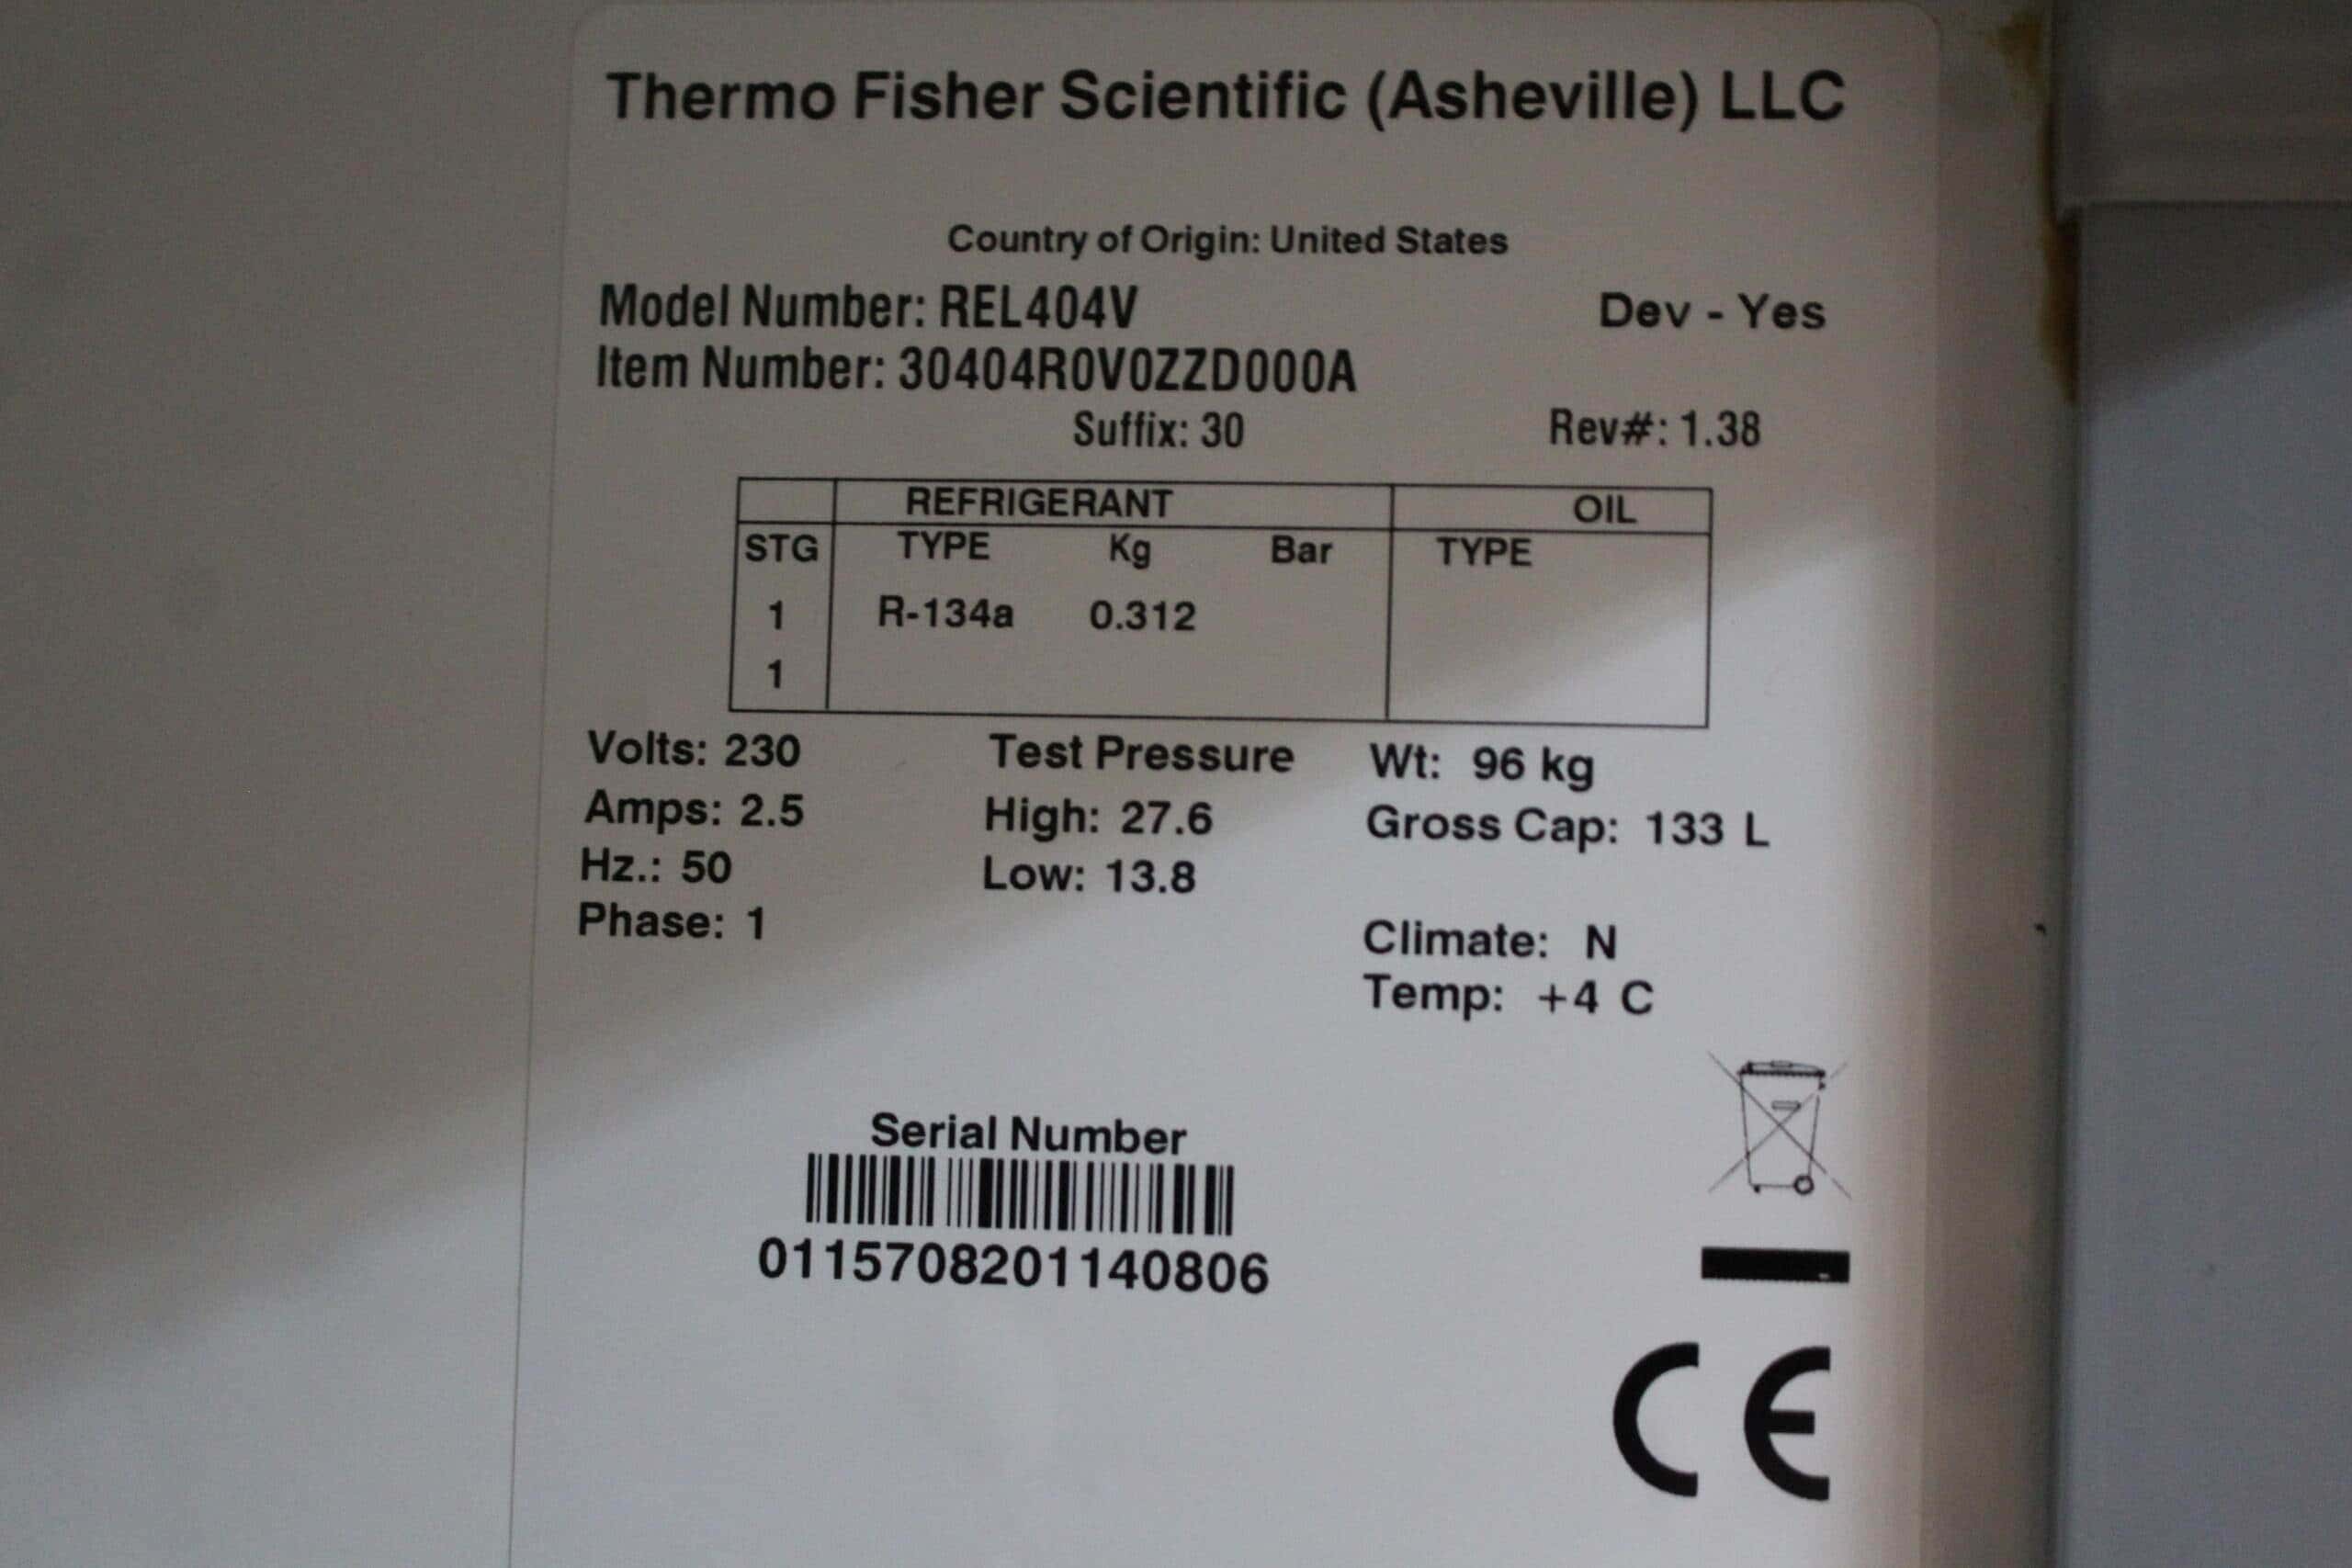 Thermo Fisher Scientific (Asheville) LLC
Country of Origin: United States
Model Number: REL404V Dev - Yes
Item Number: 30404R0V0ZZD000A
Suffix: 30 Rev#: 1.38
REFRIGERANT OIL
STG TYPE Kg Bar TYPE
1 R-134a 0.312
1
Volts: 230 Test Pressure Wt: 96 kg
Amps: 2.5 High: 27.6 Gross Cap: 133 L
Hz.: 50 Low: 13.8
Phase: 1 Climate: N
Temp: +4 C
Serial Number
0115708201140806
CE